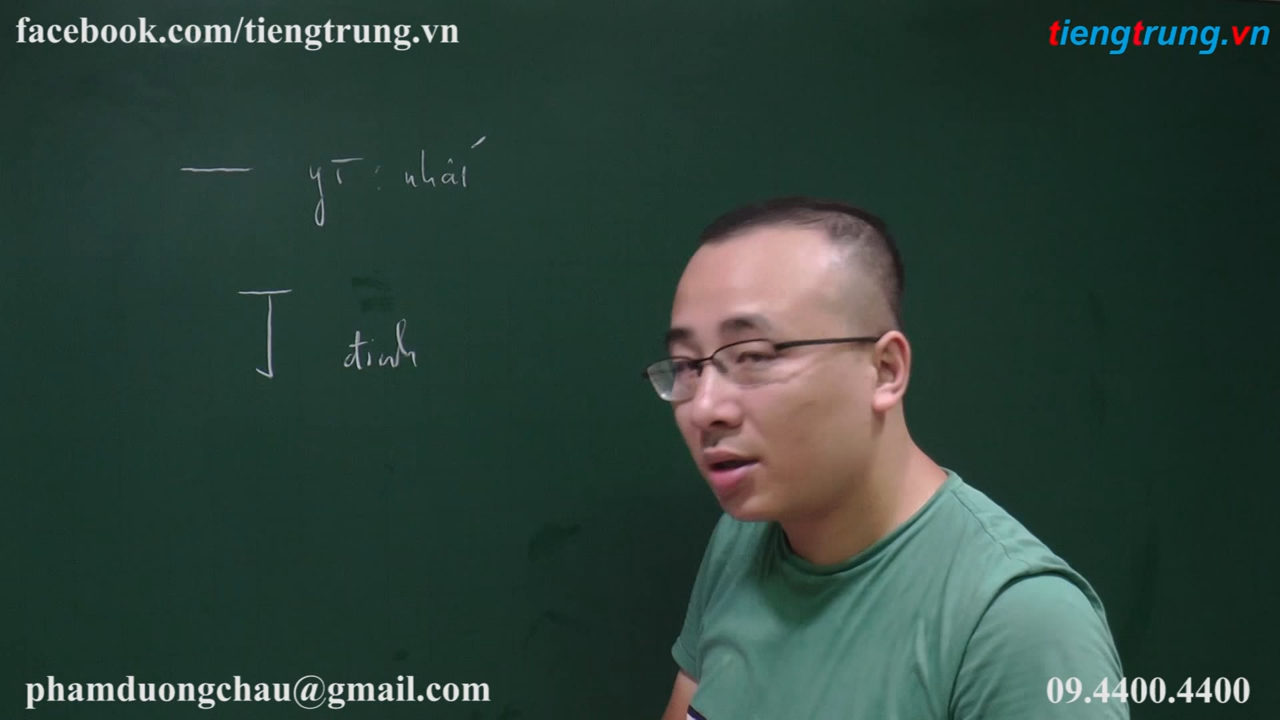 facebook.com/tiengtrung.vn
tiengtrung.vn
一 yī : nhất
丁 đinh
phamduongchau@gmail.com
09.4400.4400